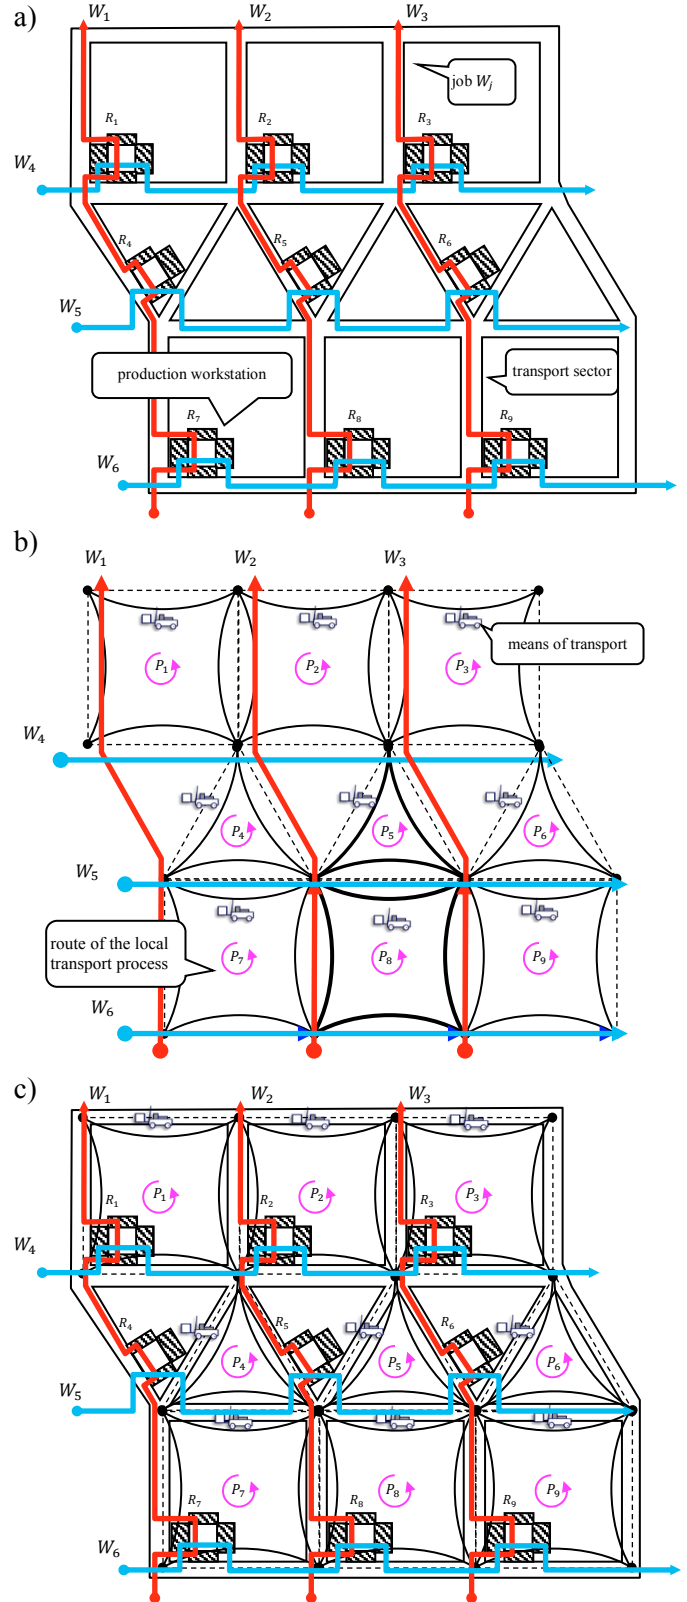 a)
W₁ W₂ W₃
job Wⱼ
R₁ R₂ R₃
W₄
R₄ R₅ R₆
W₅
production workstation
transport sector
R₇ R₈ R₉
W₆
b)
W₁ W₂ W₃
means of transport
P₁ P₂ P₃
W₄
P₄ P₅ P₆
W₅
route of the local
transport process
P₇ P₈ P₉
W₆
c)
W₁ W₂ W₃
R₁ P₁ R₂ P₂ R₃ P₃
W₄
R₄ R₅ R₆
P₄ P₅ P₆
W₅
P₇ P₈ P₉
R₇ R₈ R₉
W₆